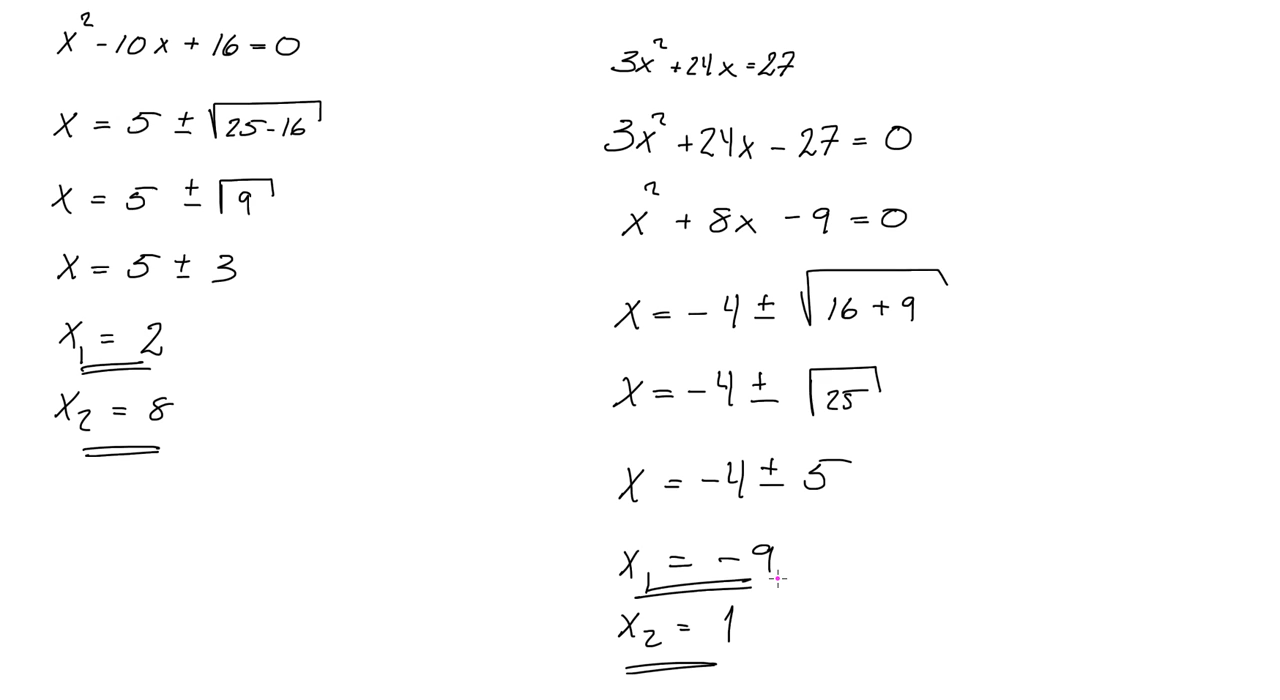 x² - 10x + 16 = 0
x = 5 ± √(25 - 16)
x = 5 ± √9
x = 5 ± 3
x₁ = 2
x₂ = 8
3x² + 24x = 27
3x² + 24x - 27 = 0
x² + 8x - 9 = 0
x = -4 ± √(16 + 9)
x = -4 ± √25
x = -4 ± 5
x₁ = -9
x₂ = 1